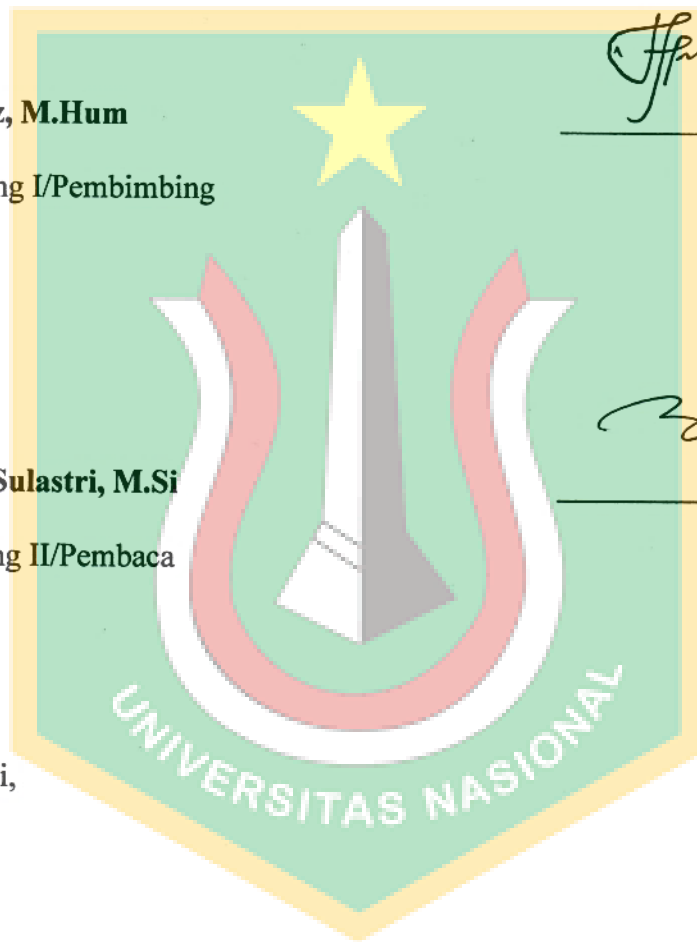 z, M.Hum
ng I/Pembimbing
Sulastri, M.Si
ng II/Pembaca
i,
UNIVERSITAS NASIONAL